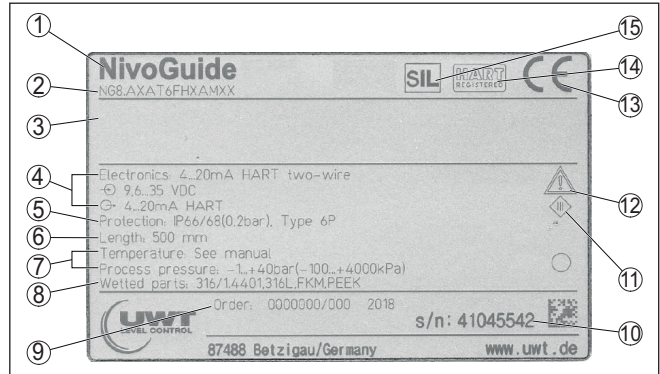 1
15
NivoGuide
SIL
HART
REGISTERED
CE
14
2
NG8.AXAT6FHXAMXX
13
3
4
Electronics: 4...20mA HART two-wire
9,6...35 VDC
4...20mA HART
12
5
Protection: IP66/68(0.2bar), Type 6P
6
Length: 500 mm
7
Temperature: See manual
11
Process pressure: -1...+40bar(-100...+4000kPa)
8
Wetted parts: 316/1.4401,316L,FKM,PEEK
Order: 0000000/000 2018
UWT
LEVEL CONTROL
s/n: 41045542
10
9
87488 Betzigau/Germany
www.uwt.de